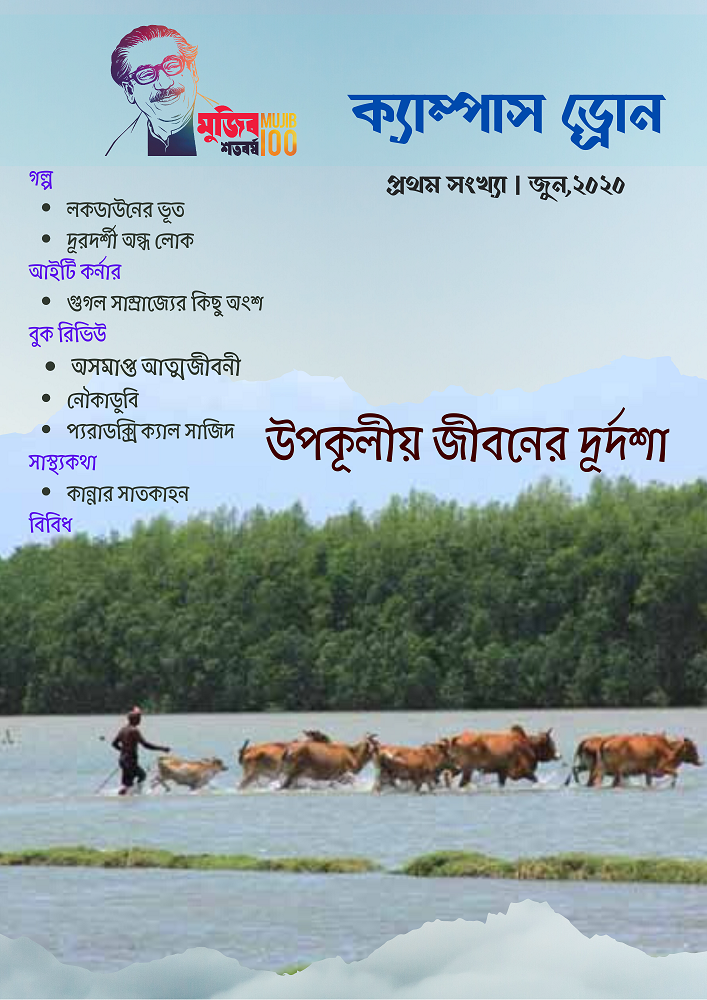 মুজিব MUJIB
শতবর্ষ 100
ক্যাম্পাস ড্রোন
প্রথম সংখ্যা | জুন,২০২০
গল্প
• লকডাউনের ভূত
• দূরদর্শী অন্ধ লোক
আইটি কর্নার
• গুগল সাম্রাজ্যের কিছু অংশ
বুক রিভিউ
• অসমাপ্ত আত্মজীবনী
• নৌকাডুবি
• প্যরাডক্সিক্যাল সাজিদ
সাস্থ্যকথা
• কান্নার সাতকাহন
বিবিধ
উপকূলীয় জীবনের দূর্দশা